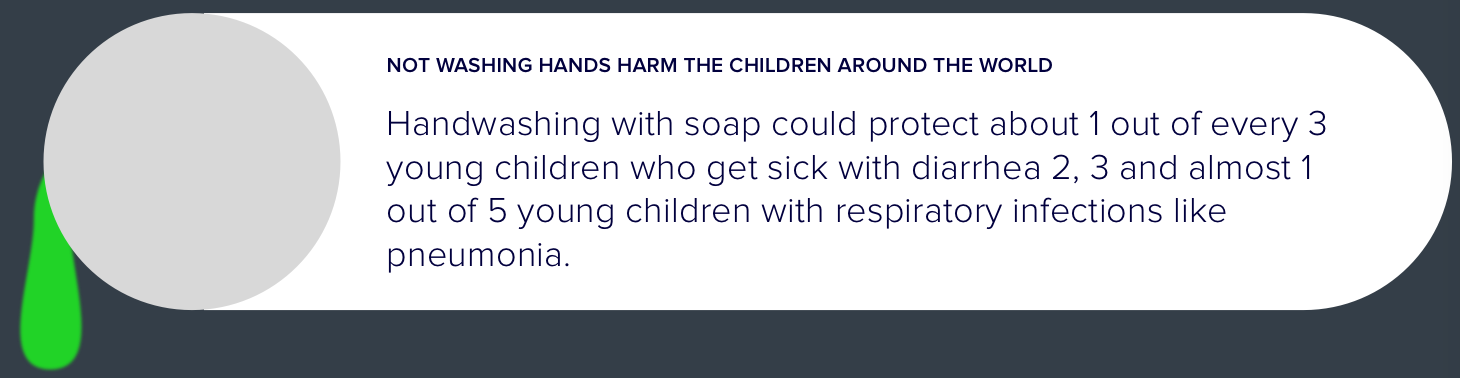 NOT WASHING HANDS HARM THE CHILDREN AROUND THE WORLD
Handwashing with soap could protect about 1 out of every 3
young children who get sick with diarrhea 2, 3 and almost 1
out of 5 young children with respiratory infections like
pneumonia.